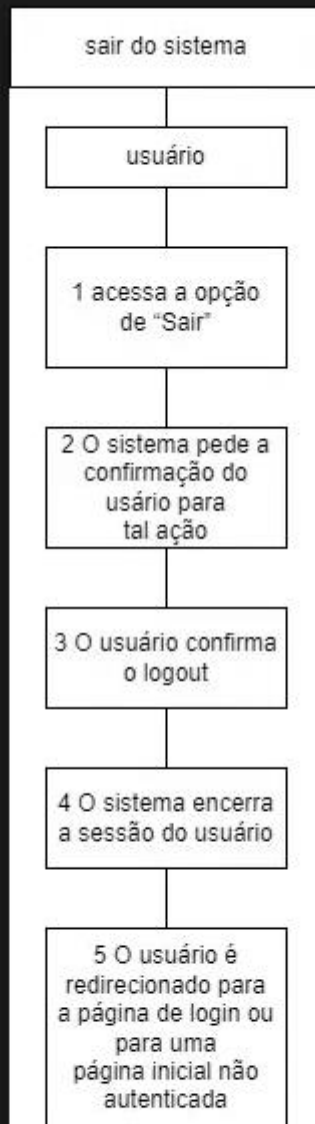 sair do sistema
usuário
1 acessa a opção
de “Sair”
2 O sistema pede a
confirmação do
usário para
tal ação
3 O usuário confirma
o logout
4 O sistema encerra
a sessão do usuário
5 O usuário é
redirecionado para
a página de login ou
para uma
página inicial não
autenticada